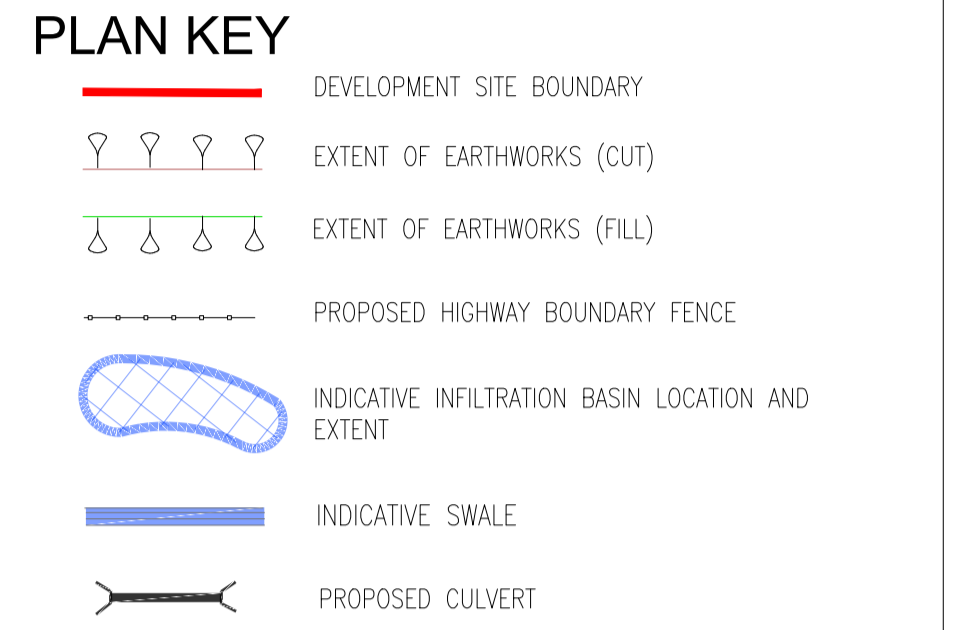 PLAN KEY
DEVELOPMENT SITE BOUNDARY
EXTENT OF EARTHWORKS (CUT)
EXTENT OF EARTHWORKS (FILL)
PROPOSED HIGHWAY BOUNDARY FENCE
INDICATIVE INFILTRATION BASIN LOCATION AND
EXTENT
INDICATIVE SWALE
PROPOSED CULVERT